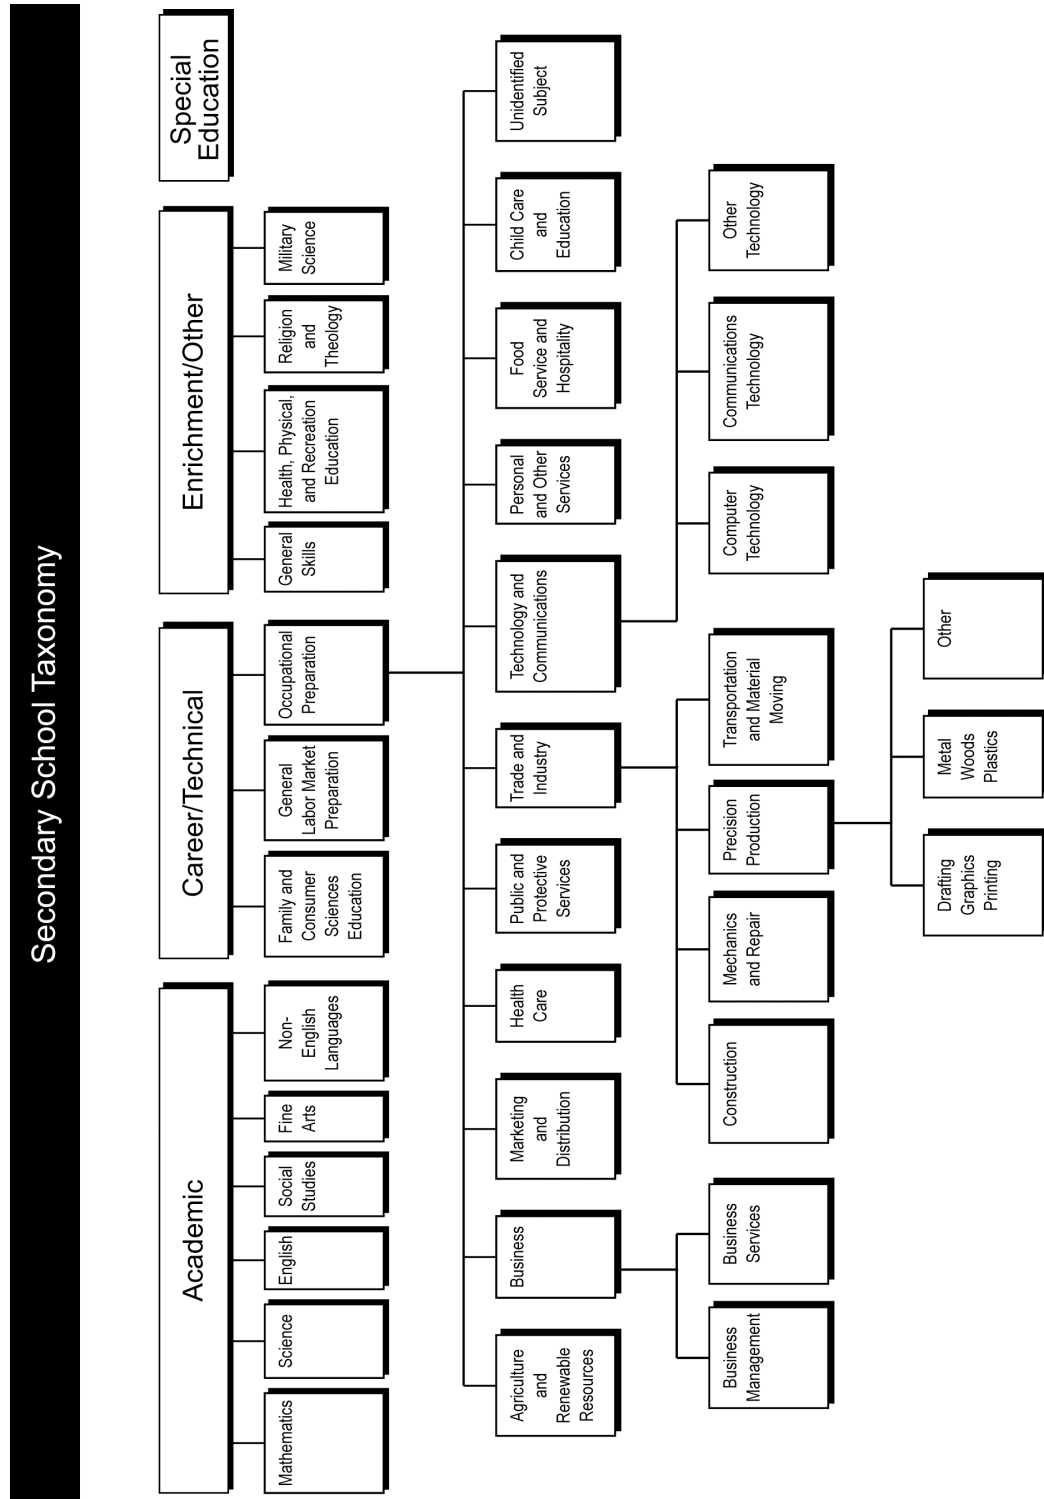 Secondary School Taxonomy
Academic
Career/Technical
Enrichment/Other
Special
Education
Mathematics
Science
English
Social
Studies
Fine
Arts
Non-
English
Languages
Family and
Consumer
Sciences
Education
General
Labor Market
Preparation
Occupational
Preparation
General
Skills
Health, Physical,
and Recreation
Education
Religion
and
Theology
Military
Science
Agriculture
and
Renewable
Resources
Business
Marketing
and
Distribution
Health
Care
Public and
Protective
Services
Trade and
Industry
Technology and
Communications
Personal
and Other
Services
Food
Service and
Hospitality
Child Care
and
Education
Unidentified
Subject
Business
Management
Business
Services
Construction
Mechanics
and Repair
Precision
Production
Transportation
and Material
Moving
Computer
Technology
Communications
Technology
Other
Technology
Drafting
Graphics
Printing
Metal
Woods
Plastics
Other